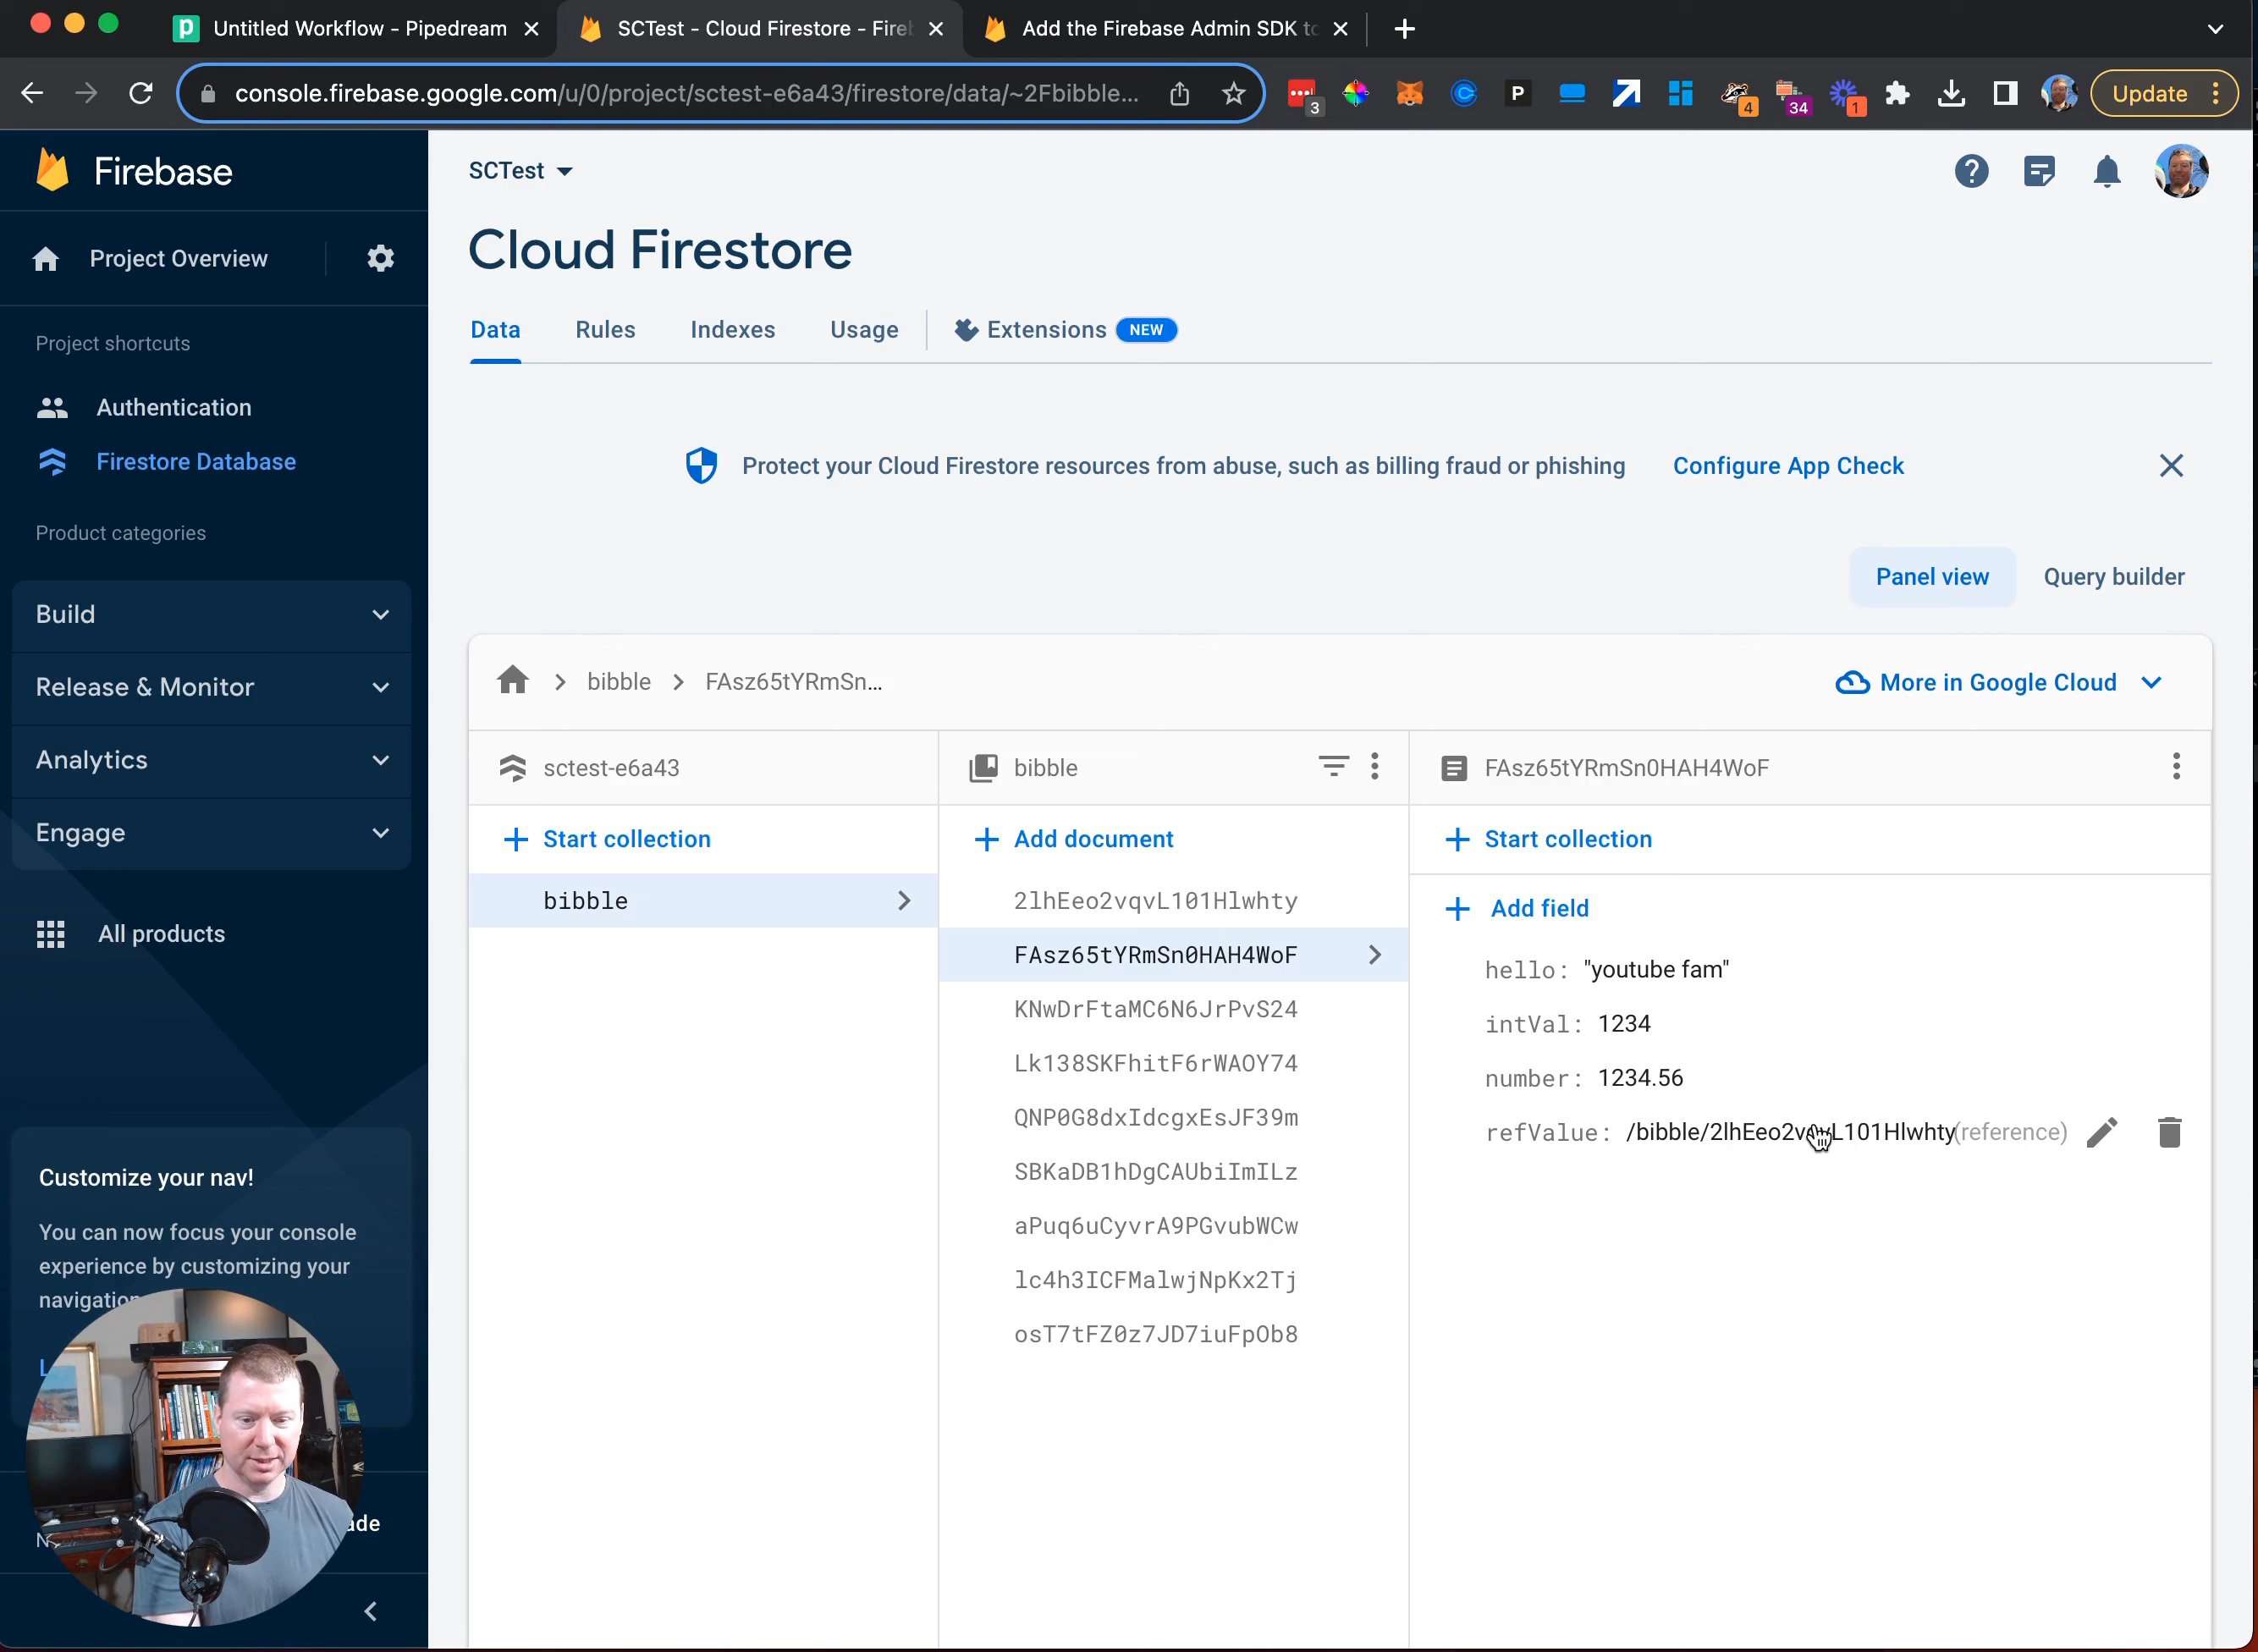 Untitled Workflow - Pipedream
SCTest - Cloud Firestore - Fire
Add the Firebase Admin SDK to
console.firebase.google.com/u/0/project/sctest-e6a43/firestore/data/~2Fbibble...
3
P
4
34
1
Update
Firebase
SCTest
Project Overview
Cloud Firestore
Data
Rules
Indexes
Usage
Extensions
NEW
Project shortcuts
Authentication
Firestore Database
Protect your Cloud Firestore resources from abuse, such as billing fraud or phishing
Configure App Check
Product categories
Panel view
Query builder
Build
Release & Monitor
Analytics
Engage
All products
bibble
FAsz65tYRmSn...
More in Google Cloud
sctest-e6a43
bibble
FAsz65tYRmSn0HAH4WoF
Start collection
Add document
Start collection
bibble
2lhEeo2vqvL101Hlwhty
FAsz65tYRmSn0HAH4WoF
KNwDrFtaMC6N6JrPvS24
Lk138SKFhitF6rWAOY74
QNP0G8dxIdcgxEsJF39m
SBKaDB1hDgCAUbiImILz
aPuq6uCyvrA9PGvubWCw
lc4h3ICFMalwjNpKx2Tj
osT7tFZ0z7JD7iuFpOb8
Add field
hello: "youtube fam"
intVal: 1234
number: 1234.56
refValue: /bibble/2lhEeo2vqvL101Hlwhty(reference)
Customize your nav!
You can now focus your console
experience by customizing your
navigation